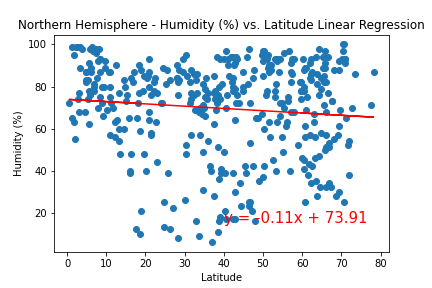 Northern Hemisphere - Humidity (%) vs. Latitude Linear Regression
100
80
60
40
20
Humidity (%)
y = -0.11x + 73.91
0 10 20 30 40 50 60 70 80
Latitude